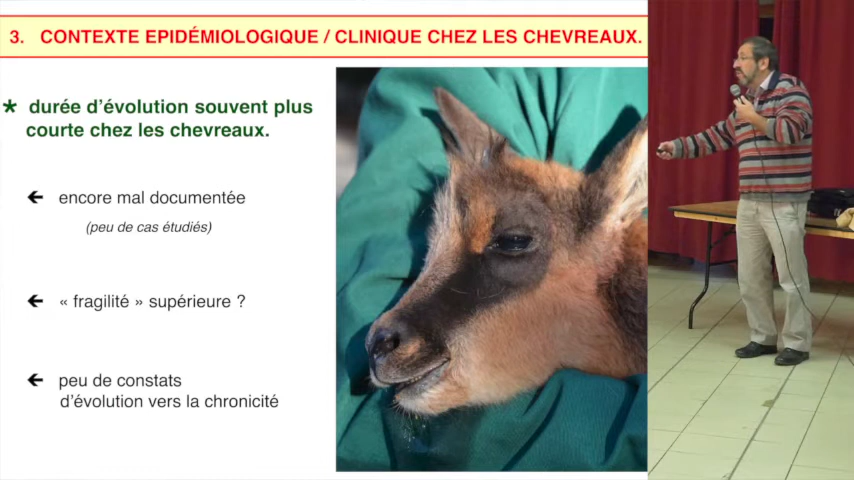 3. CONTEXTE EPIDÉMIOLOGIQUE / CLINIQUE CHEZ LES CHEVREAUX.
* durée d’évolution souvent plus
courte chez les chevreaux.
← encore mal documentée
(peu de cas étudiés)
← « fragilité » supérieure ?
← peu de constats
d’évolution vers la chronicité